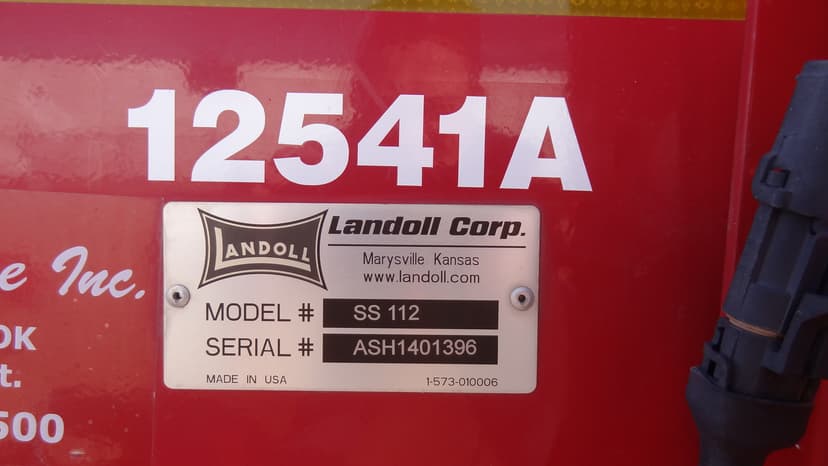 12541A
LANDOLL
Landoll Corp.
Marysville Kansas
www.landoll.com
MODEL # SS 112
SERIAL # ASH1401396
MADE IN USA 1-573-010006
Inc.
OK
t.
500